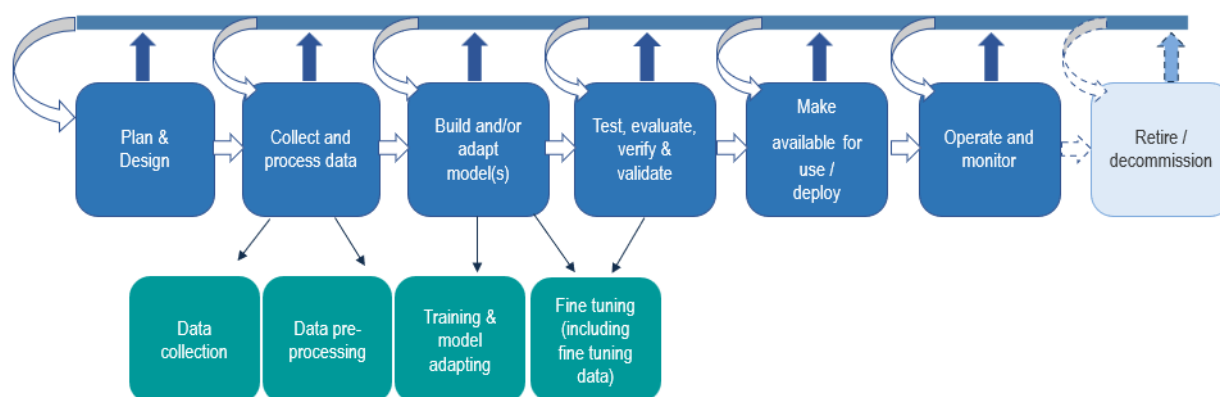 Plan &
Design
Collect and
process data
Build and/or
adapt
model(s)
Test, evaluate,
verify &
validate
Make
available for
use /
deploy
Operate and
monitor
Retire /
decommission
Data
collection
Data pre-
processing
Training &
model
adapting
Fine tuning
(including
fine tuning
data)